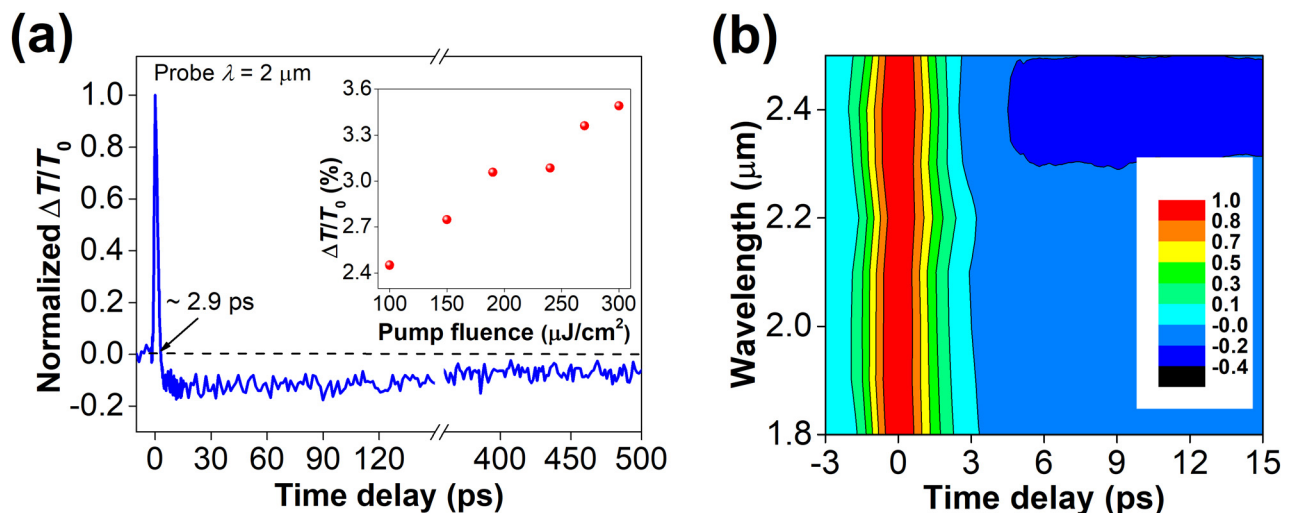 (a)
Probe λ = 2 μm
Normalized ΔT/T0
1.0
0.8
0.6
0.4
0.2
0.0
-0.2
~ 2.9 ps
0 30 60 90 120 400 450 500
Time delay (ps)
ΔT/T0 (%)
3.6
3.3
3.0
2.7
2.4
100 150 200 250 300
Pump fluence (μJ/cm²)
(b)
Wavelength (μm)
2.4
2.2
2.0
1.8
-3 0 3 6 9 12 15
Time delay (ps)
1.0
0.8
0.7
0.5
0.3
0.1
-0.0
-0.2
-0.4